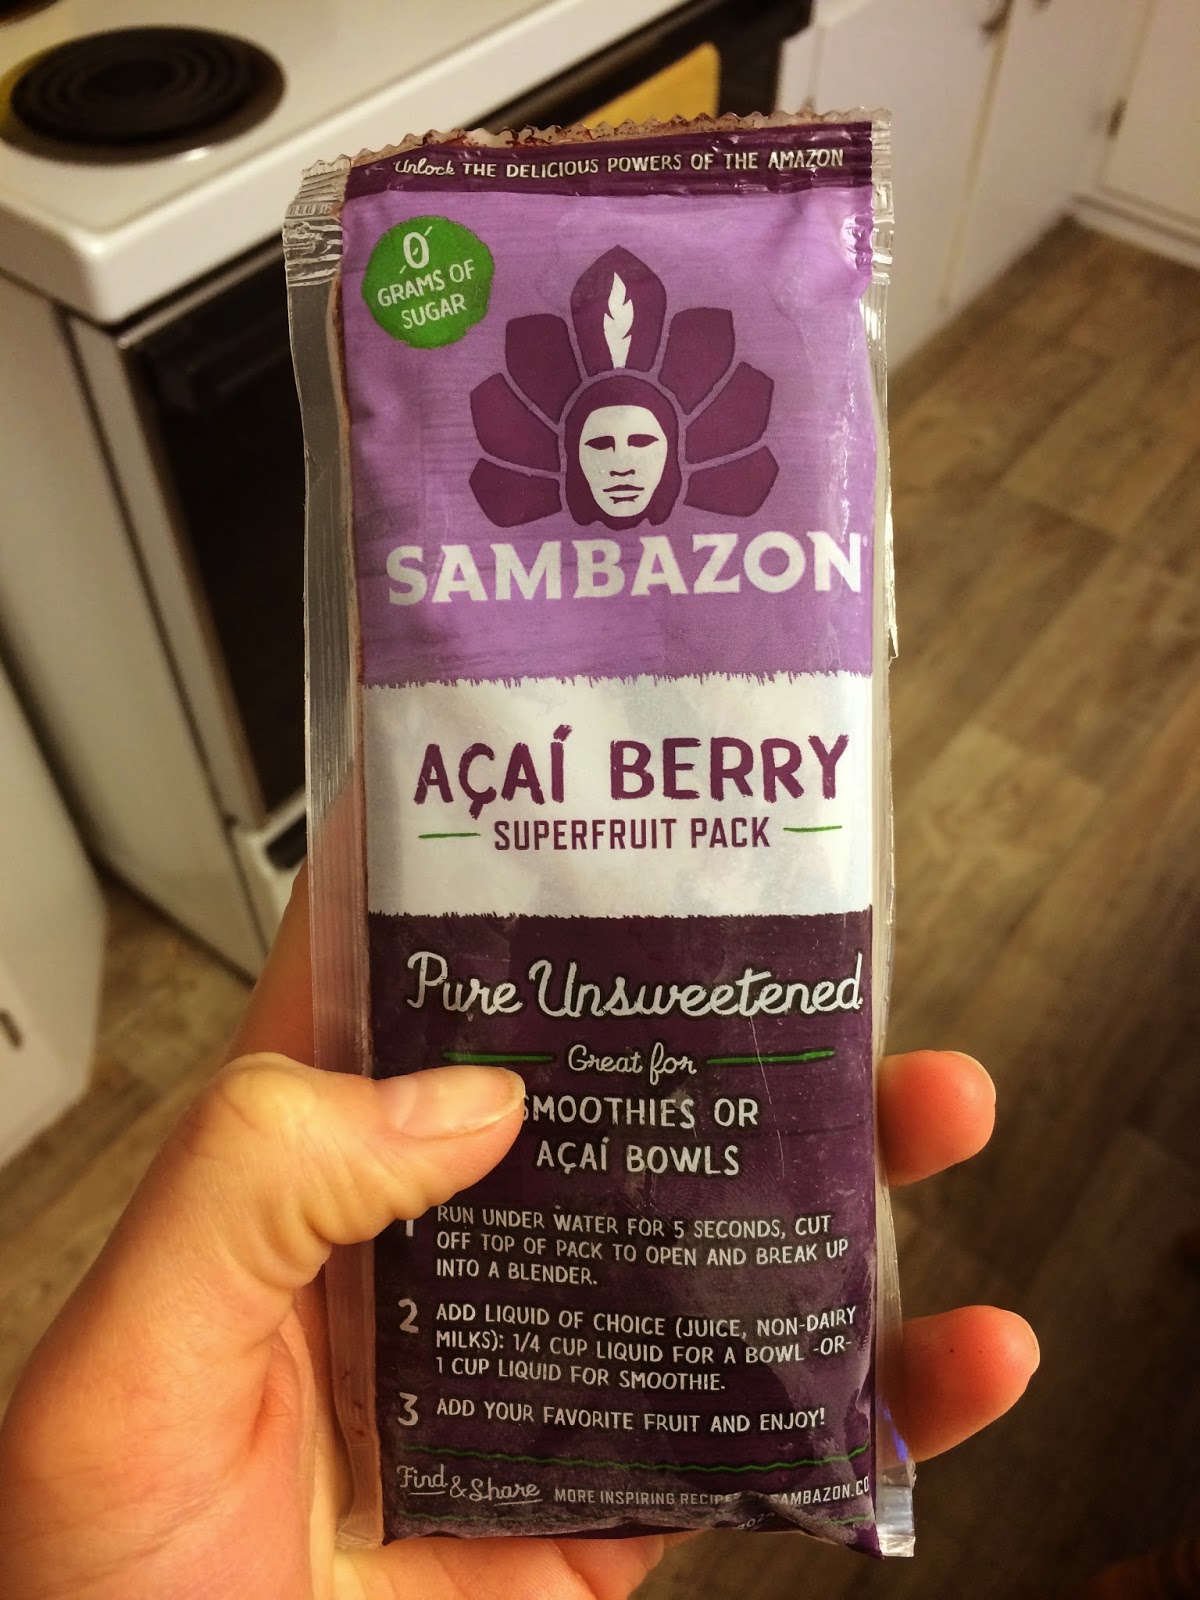 Unlock THE DELICIOUS POWERS OF THE AMAZON
0
GRAMS OF
SUGAR
SAMBAZON
AÇAÍ BERRY
SUPERFRUIT PACK
Pure Unsweetened
Great for
SMOOTHIES OR
AÇAÍ BOWLS
1 RUN UNDER WATER FOR 5 SECONDS, CUT
OFF TOP OF PACK TO OPEN AND BREAK UP
INTO A BLENDER.
2 ADD LIQUID OF CHOICE (JUICE, NON-DAIRY
MILKS): 1/4 CUP LIQUID FOR A BOWL -OR-
1 CUP LIQUID FOR SMOOTHIE.
3 ADD YOUR FAVORITE FRUIT AND ENJOY!
Find & Share MORE INSPIRING